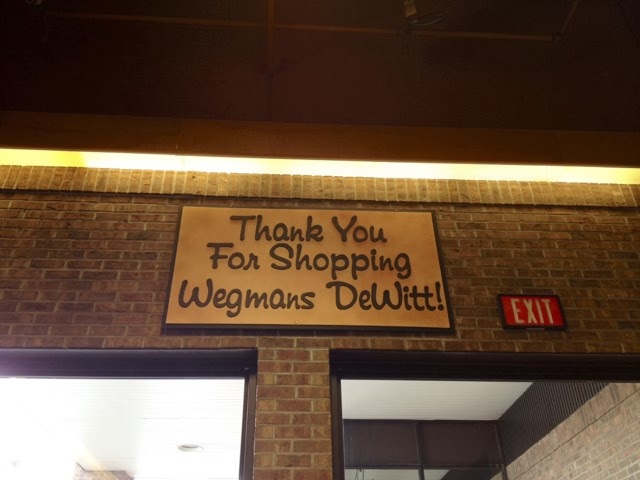 Thank You
For Shopping
Wegmans DeWitt!
EXIT